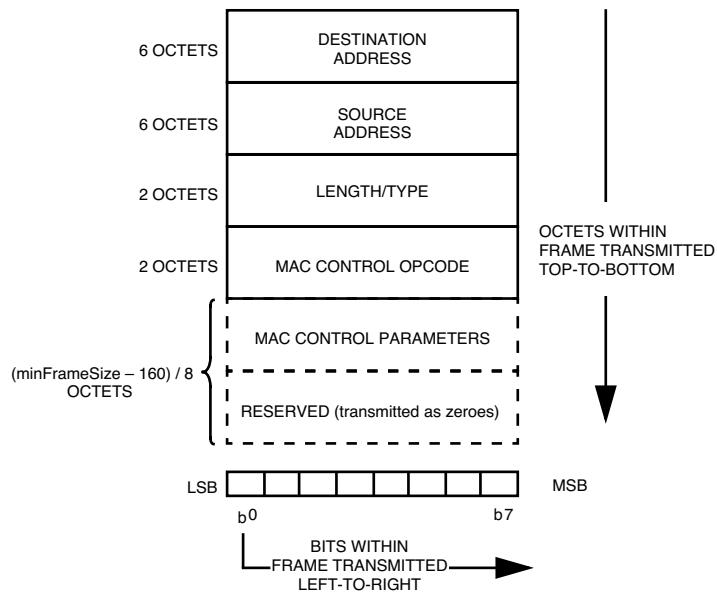 6 OCTETS
DESTINATION
ADDRESS
6 OCTETS
SOURCE
ADDRESS
2 OCTETS
LENGTH/TYPE
2 OCTETS
MAC CONTROL OPCODE
OCTETS WITHIN
FRAME TRANSMITTED
TOP-TO-BOTTOM
(minFrameSize – 160) / 8
OCTETS
MAC CONTROL PARAMETERS
RESERVED (transmitted as zeroes)
LSB
MSB
b0
b7
BITS WITHIN
FRAME TRANSMITTED
LEFT-TO-RIGHT